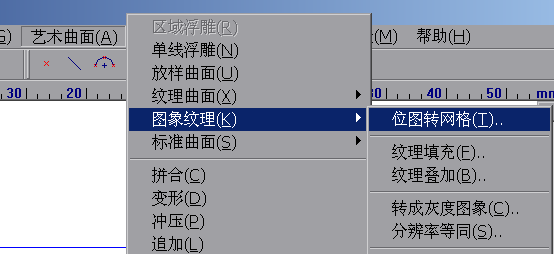 G) 艺术曲面(A) 帮助(H)
区域浮雕(R)
单线浮雕(N)
放样曲面(U)
纹理曲面(X)
图象纹理(K)
标准曲面(S)
拼合(C)
变形(D)
冲压(P)
追加(L)
位图转网格(T)..
纹理填充(F)..
纹理叠加(B)..
转成灰度图象(C)..
分辨率等同(S)..
30 20 40 50 mm